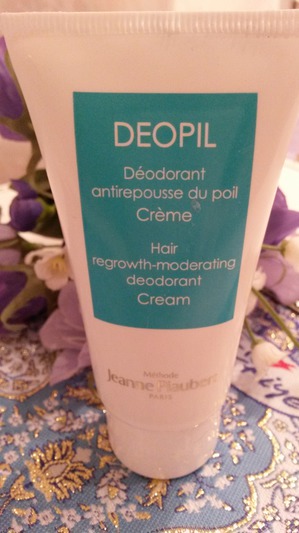 DEOPIL
Déodorant
antirepousse du poil
Crème
Hair
regrowth-moderating
deodorant
Cream
Méthode
Jeanne Piaubert
PARIS